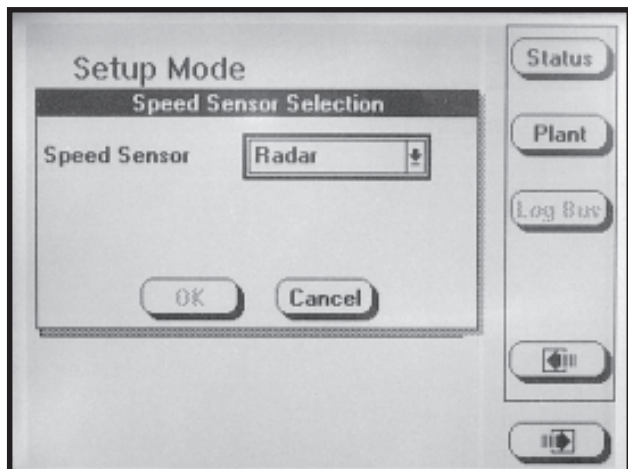 Setup Mode
Speed Sensor Selection
Speed Sensor
Radar
OK
Cancel
Status
Plant
Log Bus